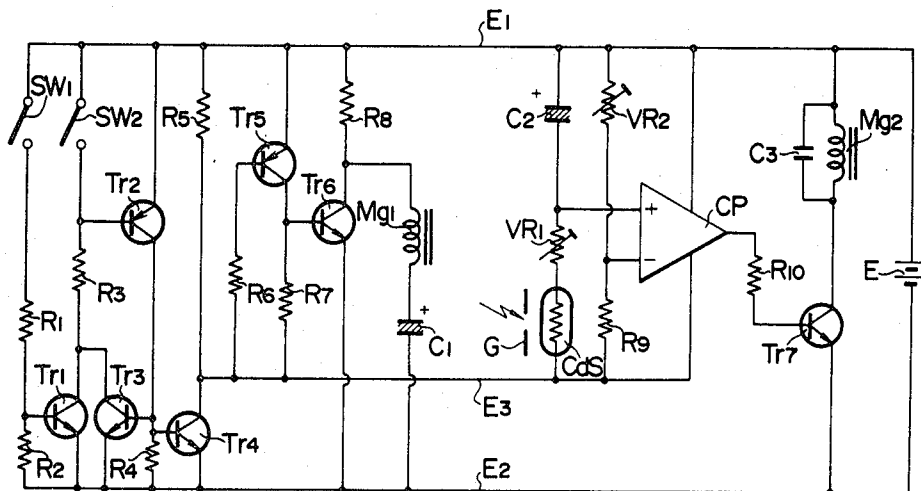 E1
SW1
SW2
R5
Tr5
R8
C2
+
VR2
C3
Mg2
Tr2
Tr6
Mg1
VR1
+
CP
−
R3
R6
R7
+
C1
R10
E
R1
G
CdS
R9
Tr7
Tr1
Tr3
E3
Tr4
R2
R4
E2